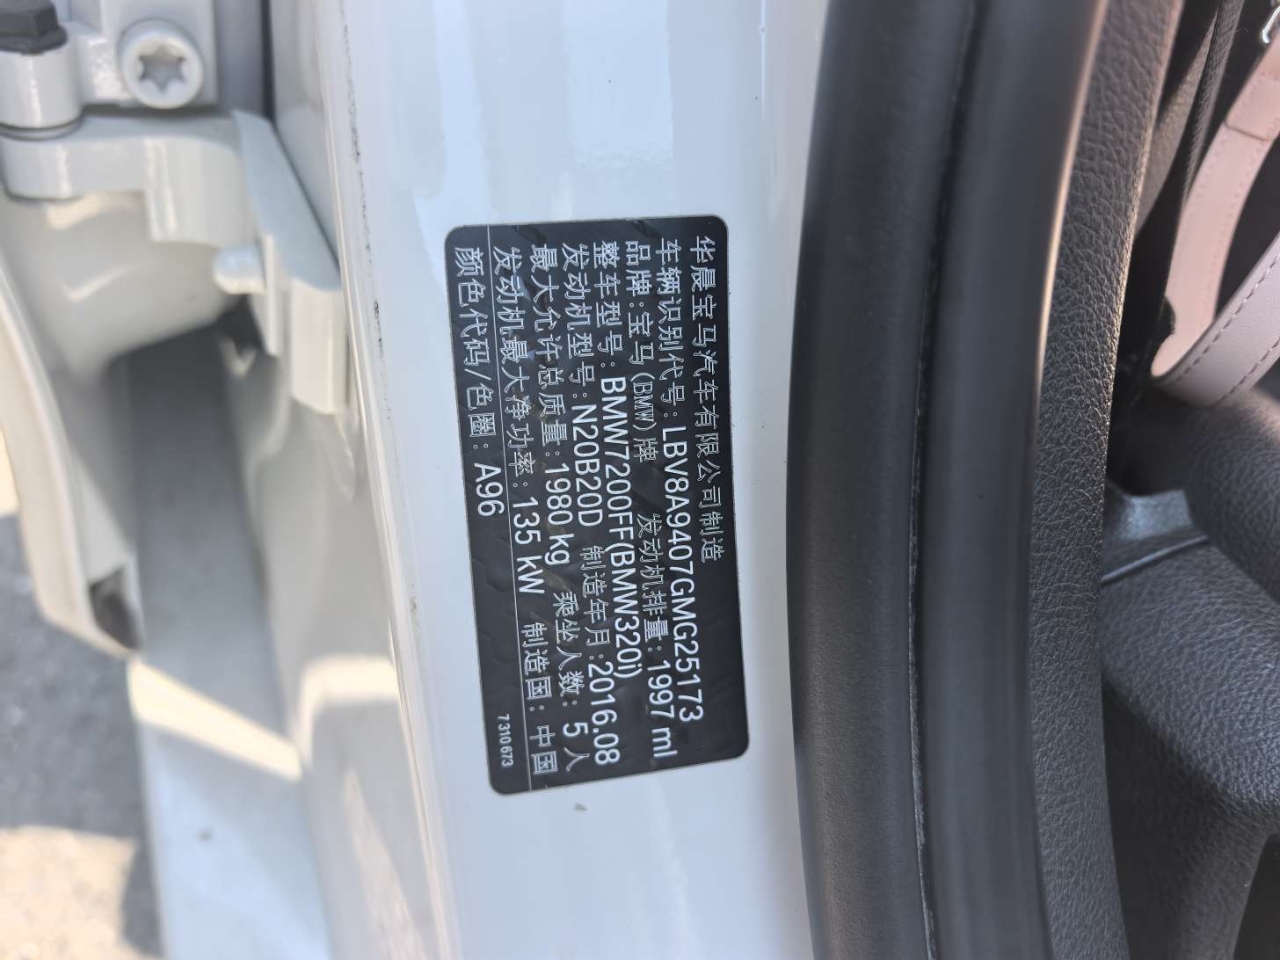 华晨宝马汽车有限公司制造
车辆识别代号：LBV8A9407GMG25173
品牌：宝马(BMW)牌 发动机排量：1997 ml
整车型号：BMW7200FF(BMW320i)
发动机型号：N20B20D 制造年月：2016.08
最大允许总质量：1980 kg 乘坐人数：5 人
发动机最大净功率：135 kW 制造国：中国
颜色代码/色圈：A96
7310673